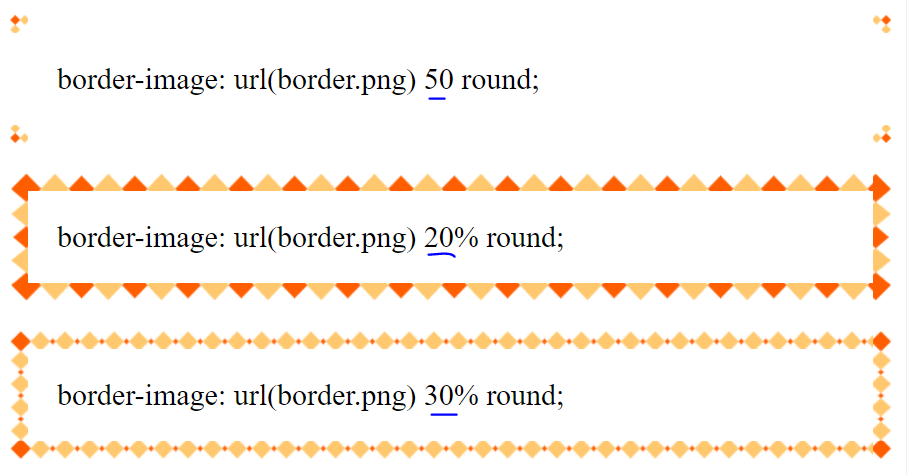 border-image: url(border.png) 50 round;
border-image: url(border.png) 20% round;
border-image: url(border.png) 30% round;